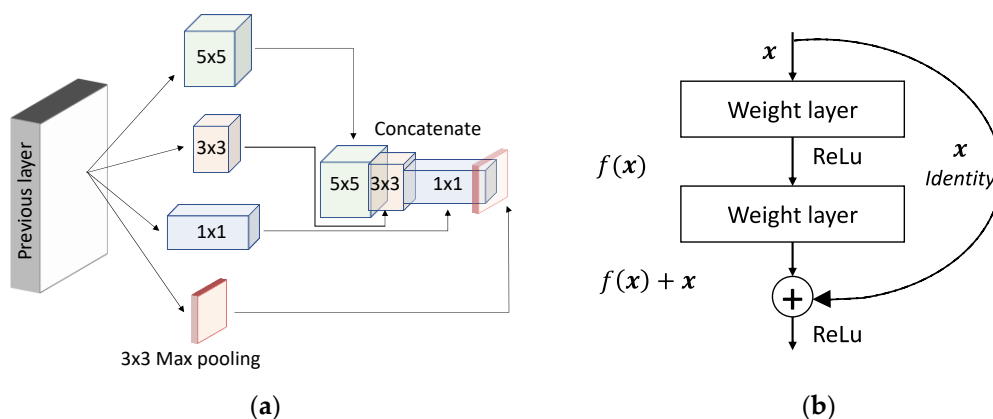 Previous layer
5x5
3x3
1x1
3x3 Max pooling
Concatenate
5x5 3x3 1x1
(a)
x
Weight layer
ReLu
f(x)
x
Identity
Weight layer
f(x) + x
+
ReLu
(b)